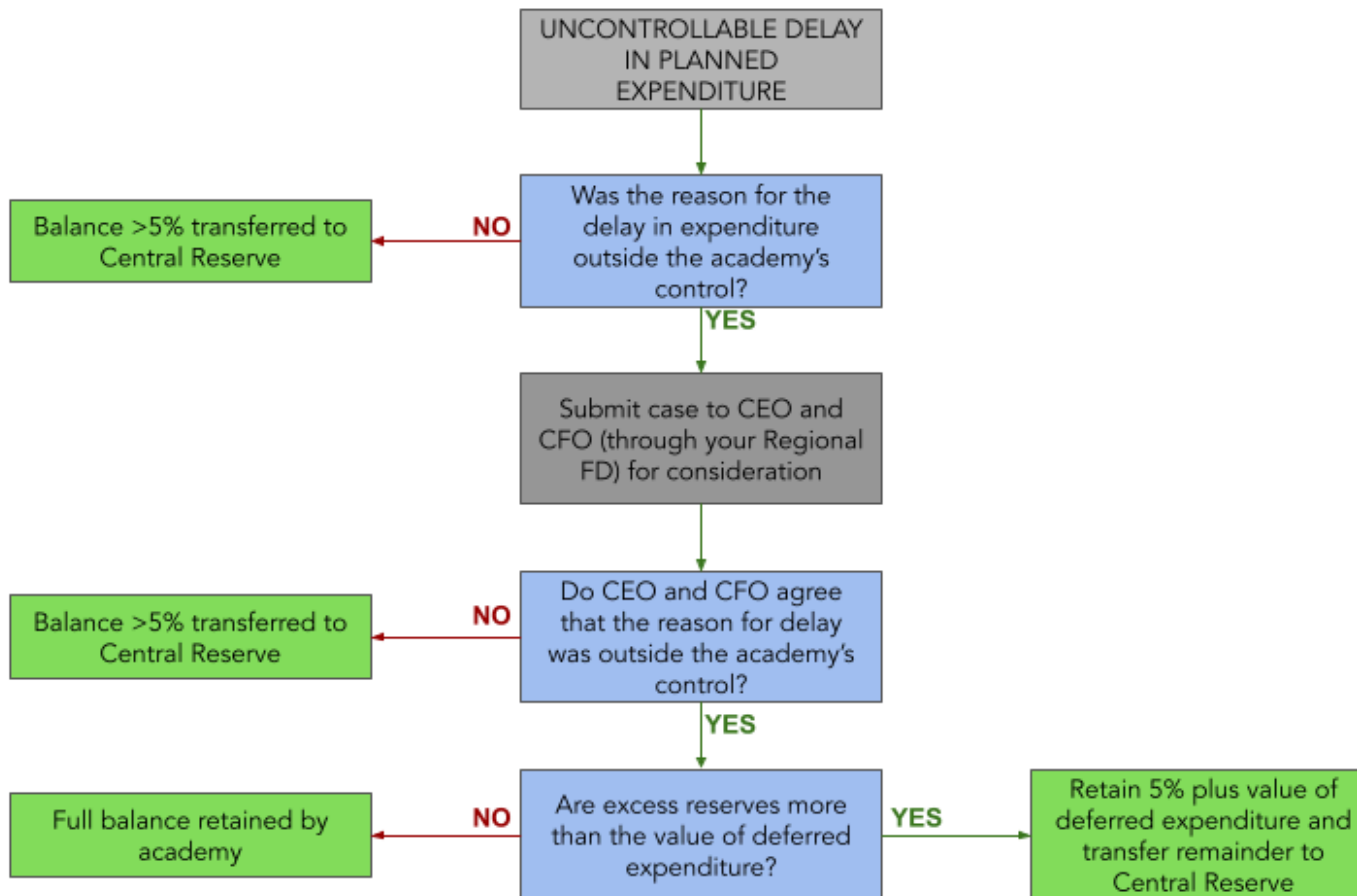 UNCONTROLLABLE DELAY
IN PLANNED
EXPENDITURE
Was the reason for the
delay in expenditure
outside the academy's
control?
NO
Balance >5% transferred to
Central Reserve
YES
Submit case to CEO and
CFO (through your Regional
FD) for consideration
Do CEO and CFO agree
that the reason for delay
was outside the academy's
control?
NO
Balance >5% transferred to
Central Reserve
YES
Are excess reserves more
than the value of deferred
expenditure?
NO
Full balance retained by
academy
YES
Retain 5% plus value of
deferred expenditure and
transfer remainder to
Central Reserve